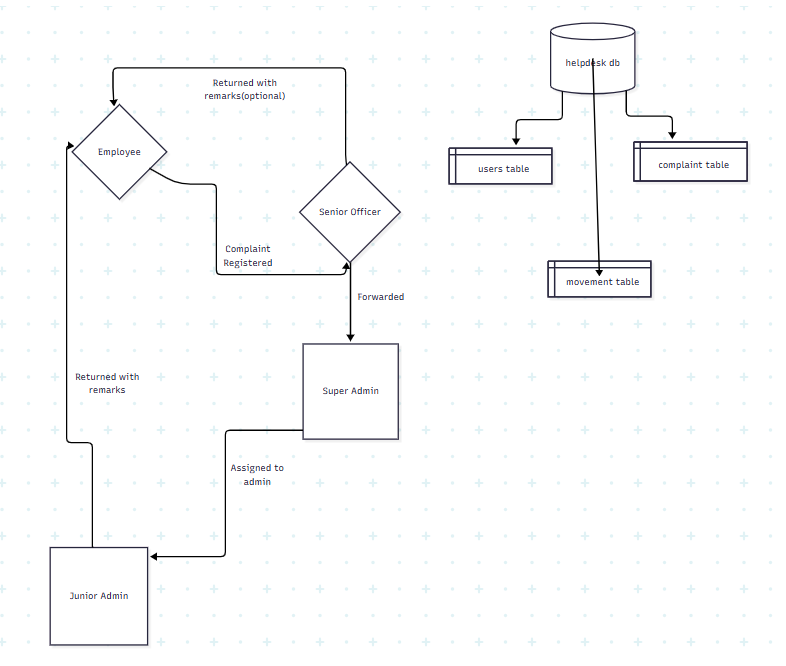 helpdesk db
Returned with
remarks(optional)
Employee
users table
complaint table
Senior Officer
Complaint
Registered
movement table
Forwarded
Returned with
remarks
Super Admin
Assigned to
admin
Junior Admin